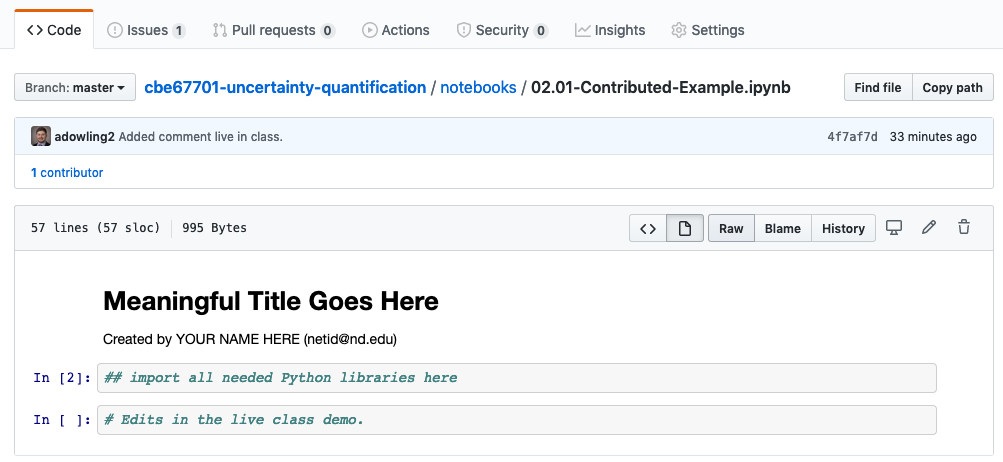 <> Code Issues 1 Pull requests 0 Actions Security 0 Insights Settings
Branch: master cbe67701-uncertainty-quantification / notebooks / 02.01-Contributed-Example.ipynb Find file Copy path
adowling2 Added comment live in class. 4f7af7d 33 minutes ago
1 contributor
57 lines (57 sloc) 995 Bytes <> Raw Blame History
Meaningful Title Goes Here
Created by YOUR NAME HERE (netid@nd.edu)
In [2]: ## import all needed Python libraries here
In [ ]: # Edits in the live class demo.